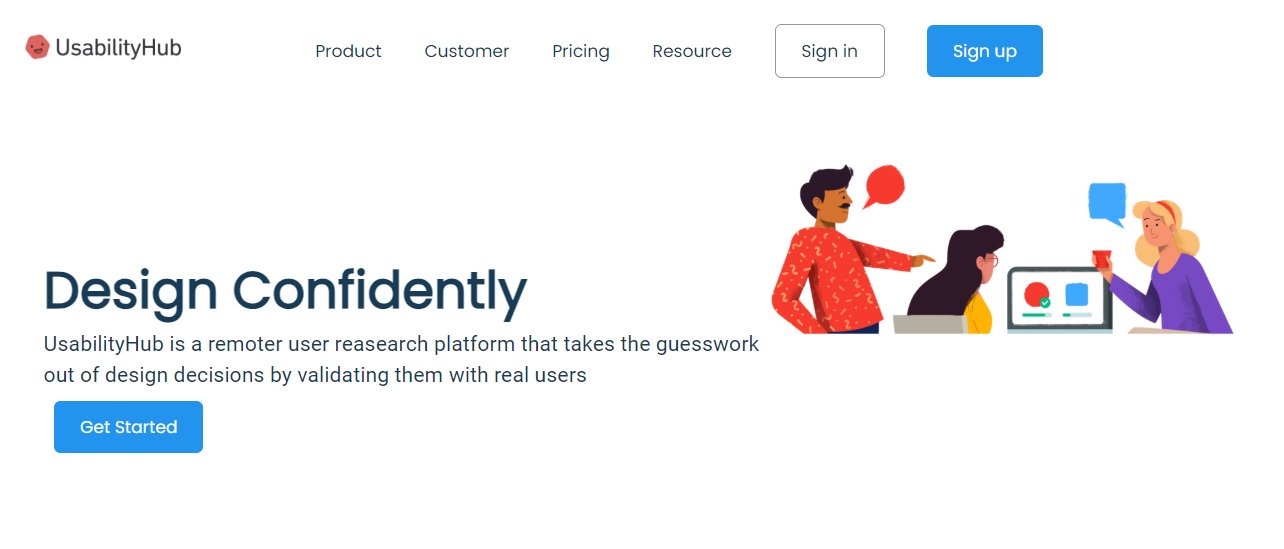 UsabilityHub
Product Customer Pricing Resource Sign in Sign up
Design Confidently
UsabilityHub is a remoter user reasearch platform that takes the guesswork
out of design decisions by validating them with real users
Get Started